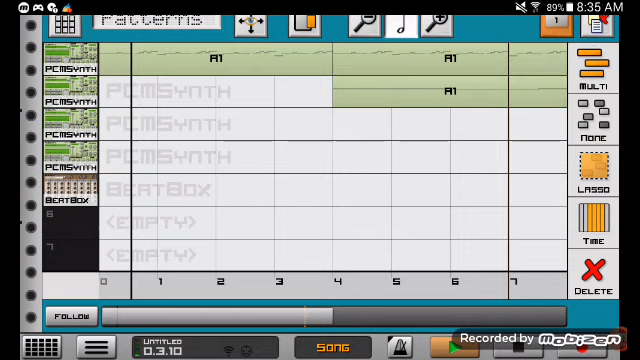 89% 8:35 AM
Patterns
1
PCMSynth A1 A1
PCMSynth PCMSynth A1
PCMSynth PCMSynth
PCMSynth PCMSynth
BeatBox BeatBox
6 <empty>
7 <empty>
0 1 2 3 4 5 6 7
Multi
None
Lasso
Time
Delete
Follow
Untitled
0.3.10
Song
Recorded by Mobizen